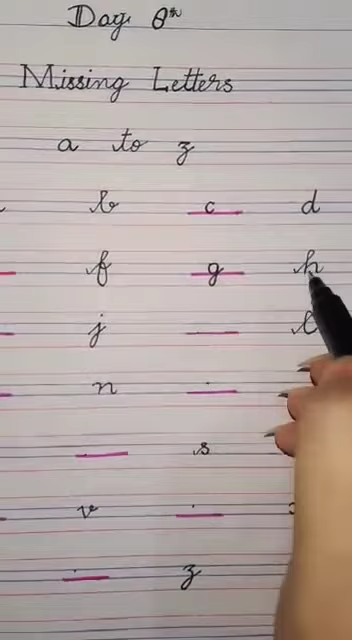 Day 8th
Missing Letters
a to z
b c d
f g h
j l
n
s
v
z